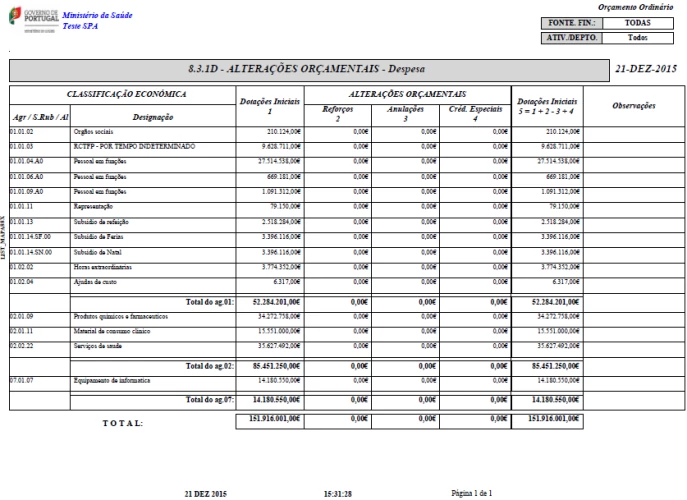 Orçamento Ordinário
GOVERNO DE
PORTUGAL
Ministério da Saúde
Teste SPA
FONTE. FIN.: TODAS
ATIV./DEPTO. Todos
8.3.1D - ALTERAÇÕES ORÇAMENTAIS - Despesa 21-DEZ-2015
CLASSIFICAÇÃO ECONÓMICA Dotações Iniciais 1 ALTERAÇÕES ORÇAMENTAIS Dotações Iniciais 5 = 1 + 2 - 3 + 4 Observações
Agr / S.Rub / Al Designação Reforços 2 Anulações 3 Créd. Especiais 4
01.01.02 Orgãos sociais 210.124,00€ 0,00€ 0,00€ 0,00€ 210.124,00€
01.01.03 RCTFP - POR TEMPO INDETERMINADO 9.628.711,00€ 0,00€ 0,00€ 0,00€ 9.628.711,00€
01.01.04.A0 Pessoal em funções 27.514.538,00€ 0,00€ 0,00€ 0,00€ 27.514.538,00€
01.01.06.A0 Pessoal em funções 669.181,00€ 0,00€ 0,00€ 0,00€ 669.181,00€
01.01.09.A0 Pessoal em funções 1.091.312,00€ 0,00€ 0,00€ 0,00€ 1.091.312,00€
01.01.11 Representação 79.150,00€ 0,00€ 0,00€ 0,00€ 79.150,00€
01.01.13 Subsidio de refeição 2.518.284,00€ 0,00€ 0,00€ 0,00€ 2.518.284,00€
01.01.14.SF.00 Subsidio de Ferias 3.396.116,00€ 0,00€ 0,00€ 0,00€ 3.396.116,00€
01.01.14.SN.00 Subsidio de Natal 3.396.116,00€ 0,00€ 0,00€ 0,00€ 3.396.116,00€
01.02.02 Horas extraordinárias 3.774.352,00€ 0,00€ 0,00€ 0,00€ 3.774.352,00€
01.02.04 Ajudas de custo 6.317,00€ 0,00€ 0,00€ 0,00€ 6.317,00€
Total do ag.01: 52.284.201,00€ 0,00€ 0,00€ 0,00€ 52.284.201,00€
02.01.09 Produtos quimicos e farmaceuticos 34.272.758,00€ 0,00€ 0,00€ 0,00€ 34.272.758,00€
02.01.11 Material de consumo clinico 15.551.000,00€ 0,00€ 0,00€ 0,00€ 15.551.000,00€
02.02.22 Serviços de saude 35.627.492,00€ 0,00€ 0,00€ 0,00€ 35.627.492,00€
Total do ag.02: 85.451.250,00€ 0,00€ 0,00€ 0,00€ 85.451.250,00€
07.01.07 Equipamento de informatica 14.180.550,00€ 0,00€ 0,00€ 0,00€ 14.180.550,00€
Total do ag.07: 14.180.550,00€ 0,00€ 0,00€ 0,00€ 14.180.550,00€
T O T A L: 151.916.001,00€ 0,00€ 0,00€ 0,00€ 151.916.001,00€
21 DEZ 2015 15:31:28 Página 1 de 1